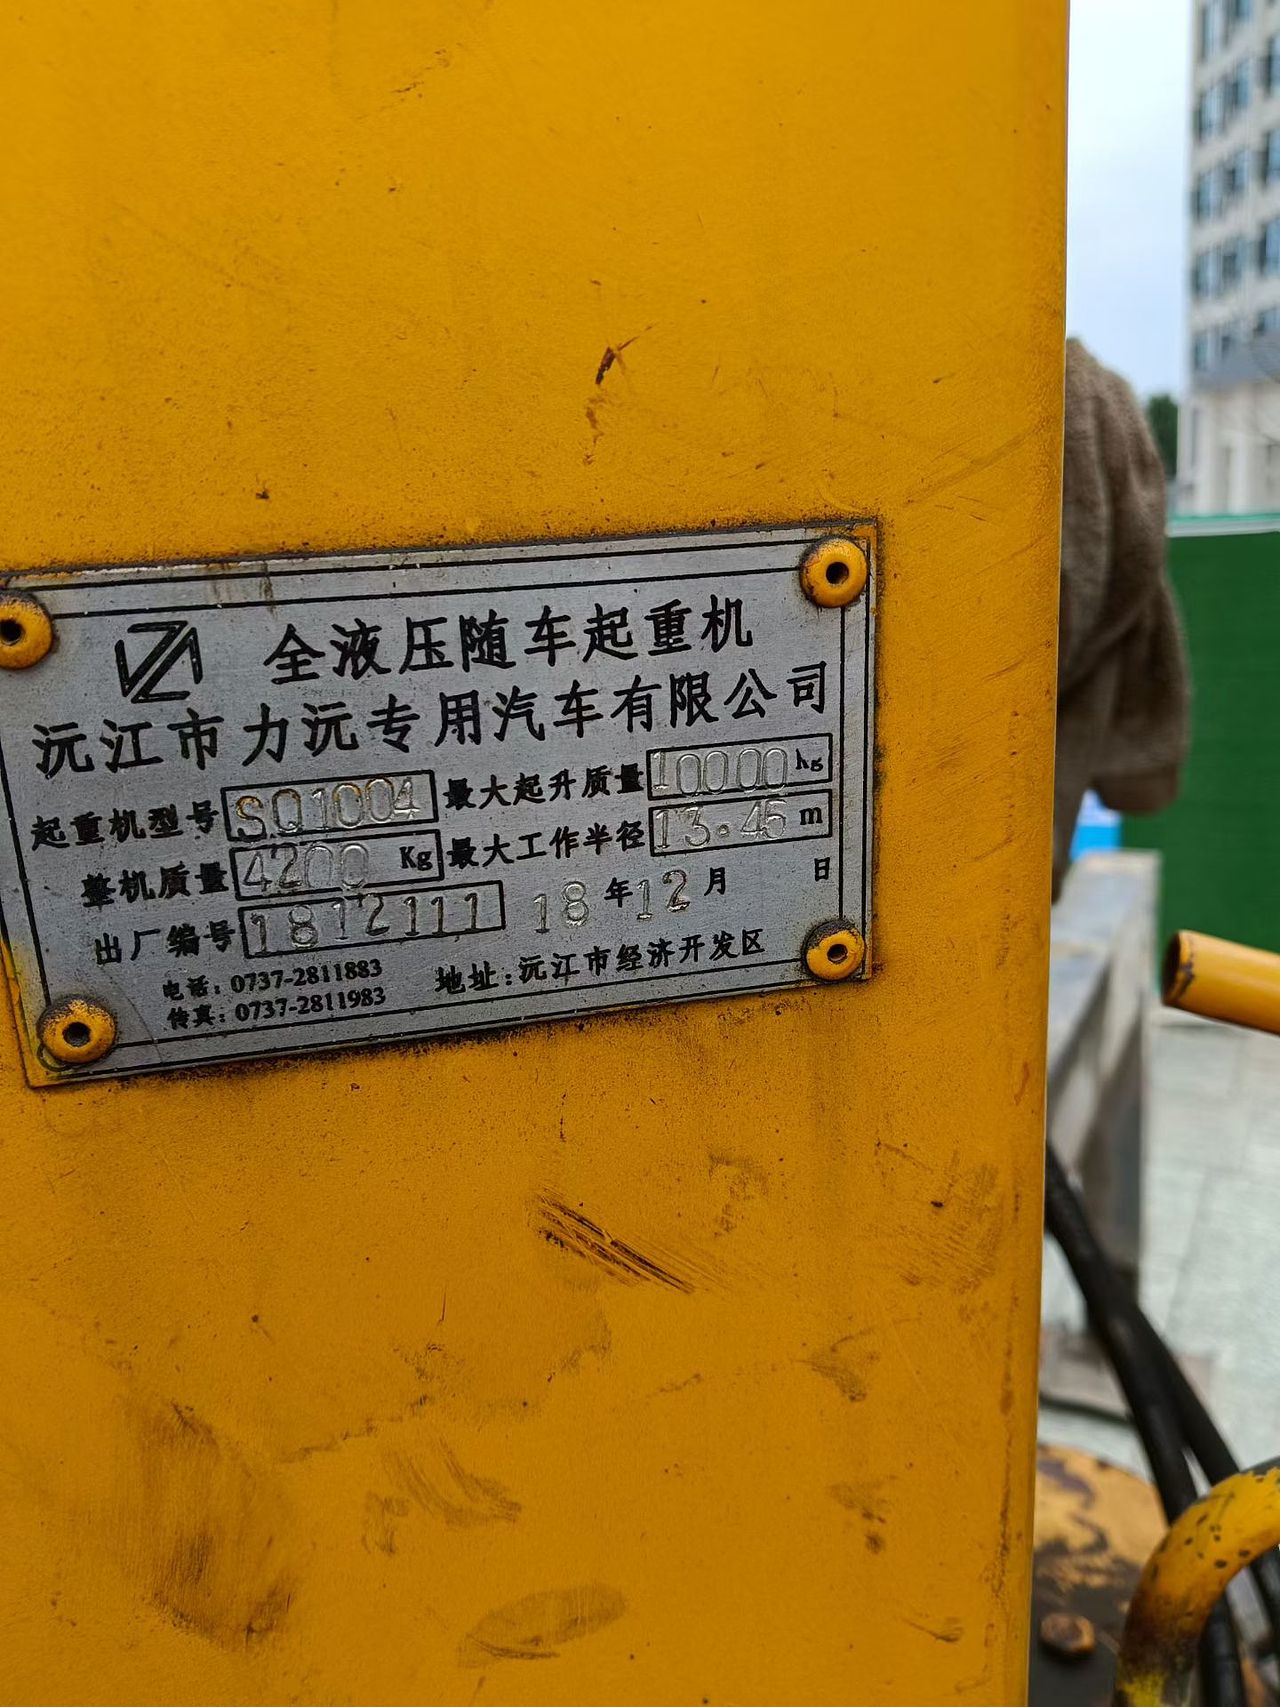 全液压随车起重机
沅江市力沅专用汽车有限公司
起重机型号 SQ1004 最大起升质量 10000 kg
整机质量 4200 Kg 最大工作半径 13.45 m
出厂编号 1812111 18 年 12 月 日
电话：0737-2811883
传真：0737-2811983
地址：沅江市经济开发区